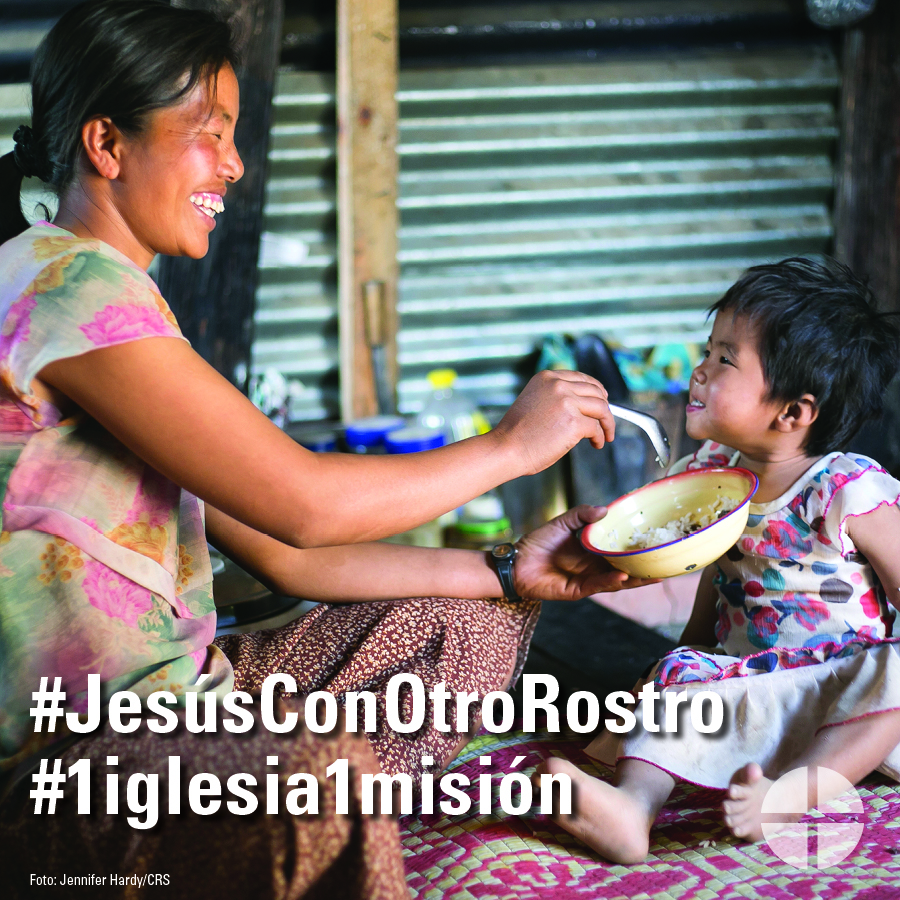 #JesúsConOtroRostro
#1iglesia1misión
Foto: Jennifer Hardy/CRS